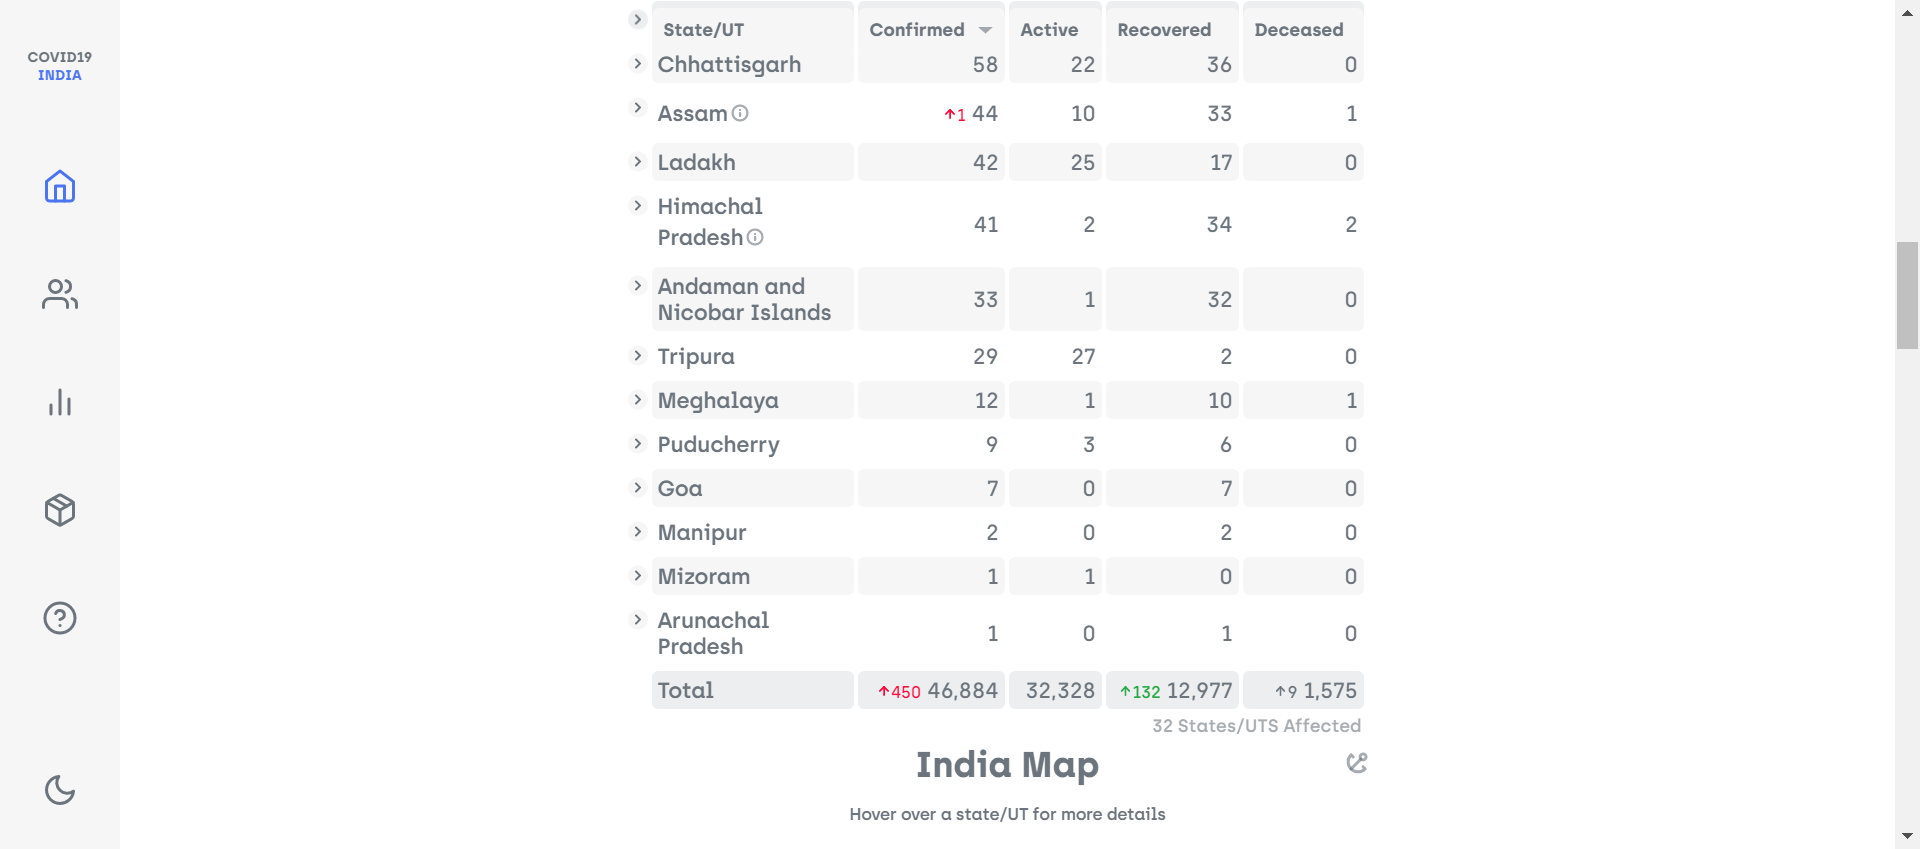 COVID19
INDIA
State/UT Confirmed Active Recovered Deceased
Chhattisgarh 58 22 36 0
Assam ↑1 44 10 33 1
Ladakh 42 25 17 0
Himachal
Pradesh 41 2 34 2
Andaman and
Nicobar Islands 33 1 32 0
Tripura 29 27 2 0
Meghalaya 12 1 10 1
Puducherry 9 3 6 0
Goa 7 0 7 0
Manipur 2 0 2 0
Mizoram 1 1 0 0
Arunachal
Pradesh 1 0 1 0
Total ↑450 46,884 32,328 ↑132 12,977 ↑9 1,575
32 States/UTS Affected
India Map
Hover over a state/UT for more details